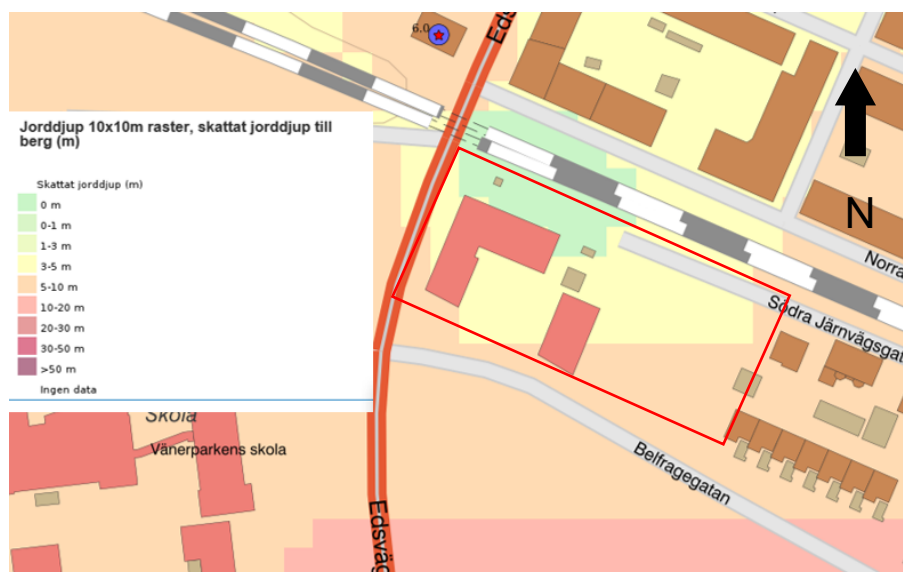 6.0
Eds
Jorddjup 10x10m raster, skattat jorddjup till
berg (m)
Skattat jorddjup (m)
0 m
0-1 m
1-3 m
3-5 m
5-10 m
10-20 m
20-30 m
30-50 m
>50 m
Ingen data
N
Norra
Södra Järnvägsgat
Skola
Vänerparkens skola
Belfragegatan
Edsväg